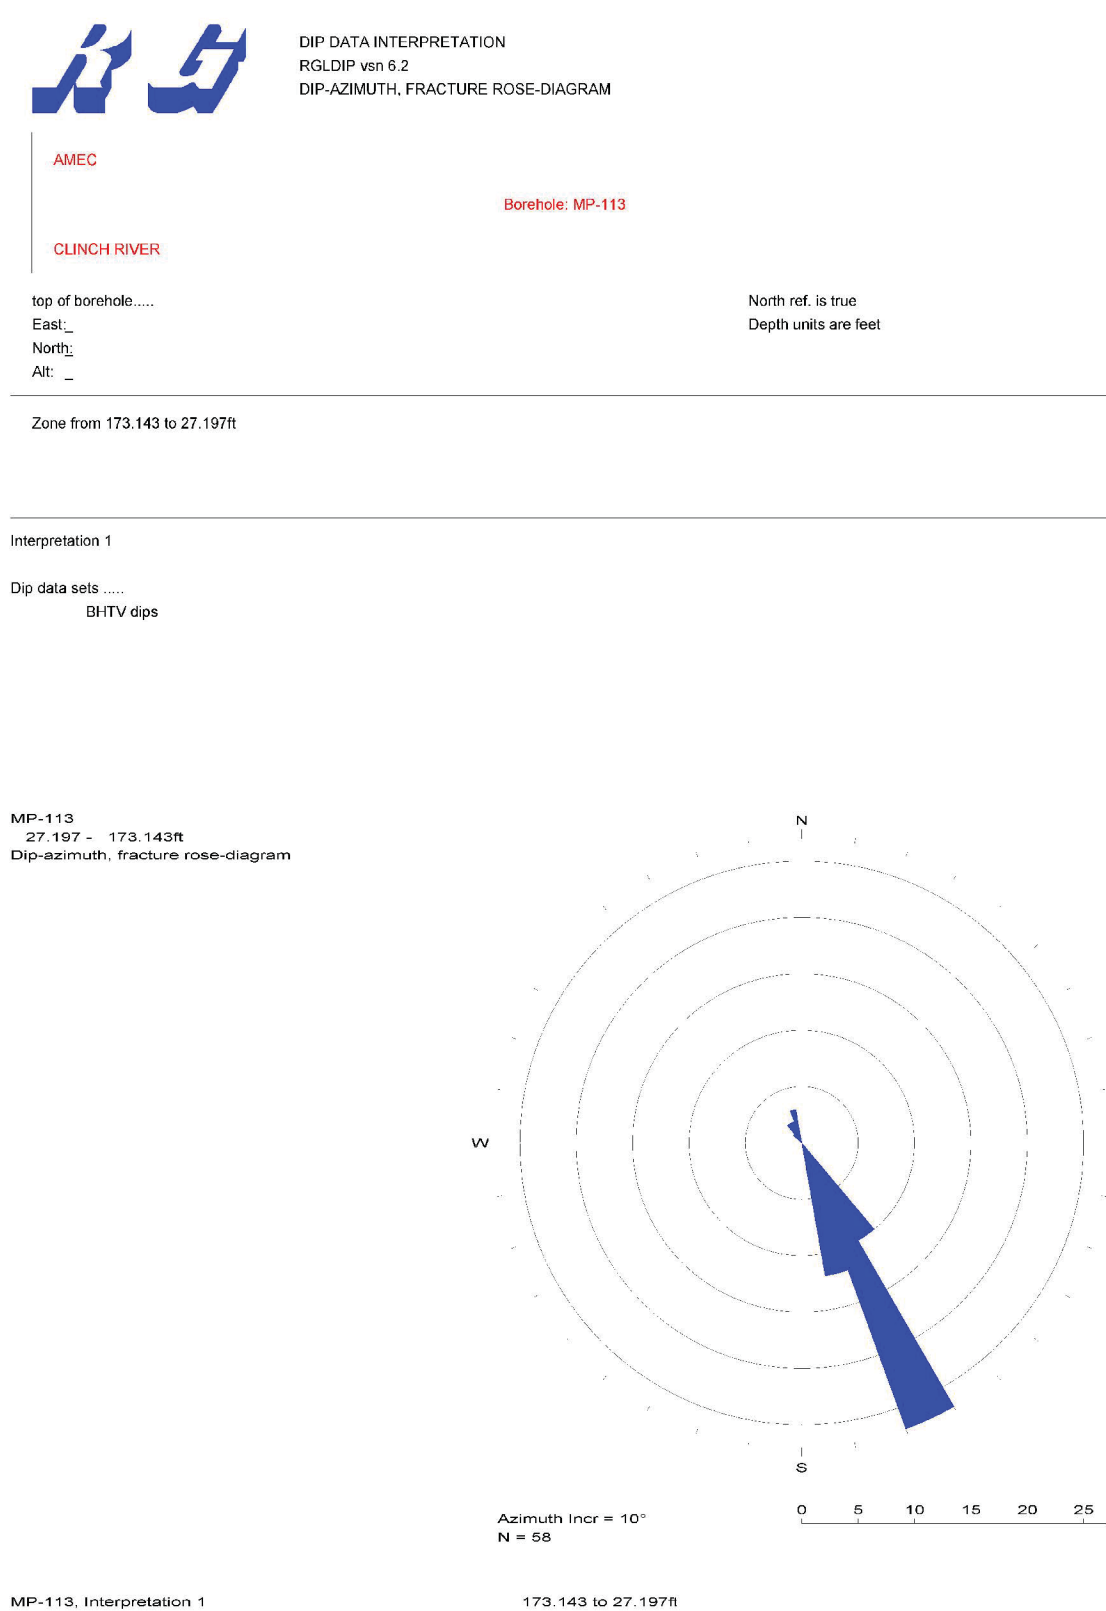 RG
DIP DATA INTERPRETATION
RGLDIP vsn 6.2
DIP-AZIMUTH, FRACTURE ROSE-DIAGRAM
AMEC
Borehole: MP-113
CLINCH RIVER
top of borehole.....
North ref. is true
East:_
Depth units are feet
North:
Alt: _
Zone from 173.143 to 27.197ft
Interpretation 1
Dip data sets .....
BHTV dips
MP-113
27.197 - 173.143ft
Dip-azimuth, fracture rose-diagram
N
W
S
0 5 10 15 20 25
Azimuth Incr = 10°
N = 58
MP-113, Interpretation 1 173.143 to 27.197ft